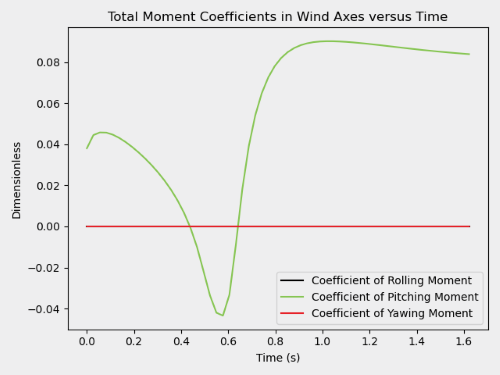 Total Moment Coefficients in Wind Axes versus Time
Dimensionless
0.08
0.06
0.04
0.02
0.00
−0.02
−0.04
Coefficient of Rolling Moment
Coefficient of Pitching Moment
Coefficient of Yawing Moment
0.0 0.2 0.4 0.6 0.8 1.0 1.2 1.4 1.6
Time (s)